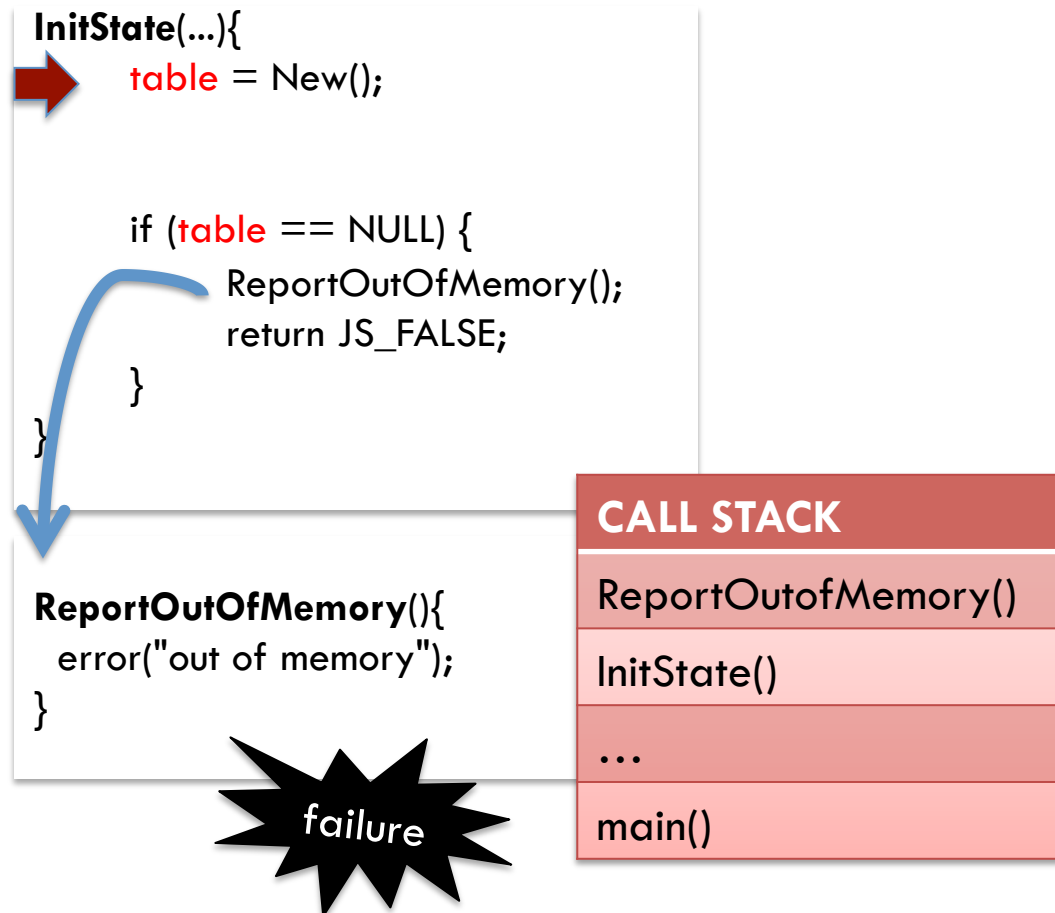 InitState(...){
table = New();
if (table == NULL) {
ReportOutOfMemory();
return JS_FALSE;
}
}
ReportOutOfMemory(){
error("out of memory");
}
failure
CALL STACK
ReportOutofMemory()
InitState()
...
main()